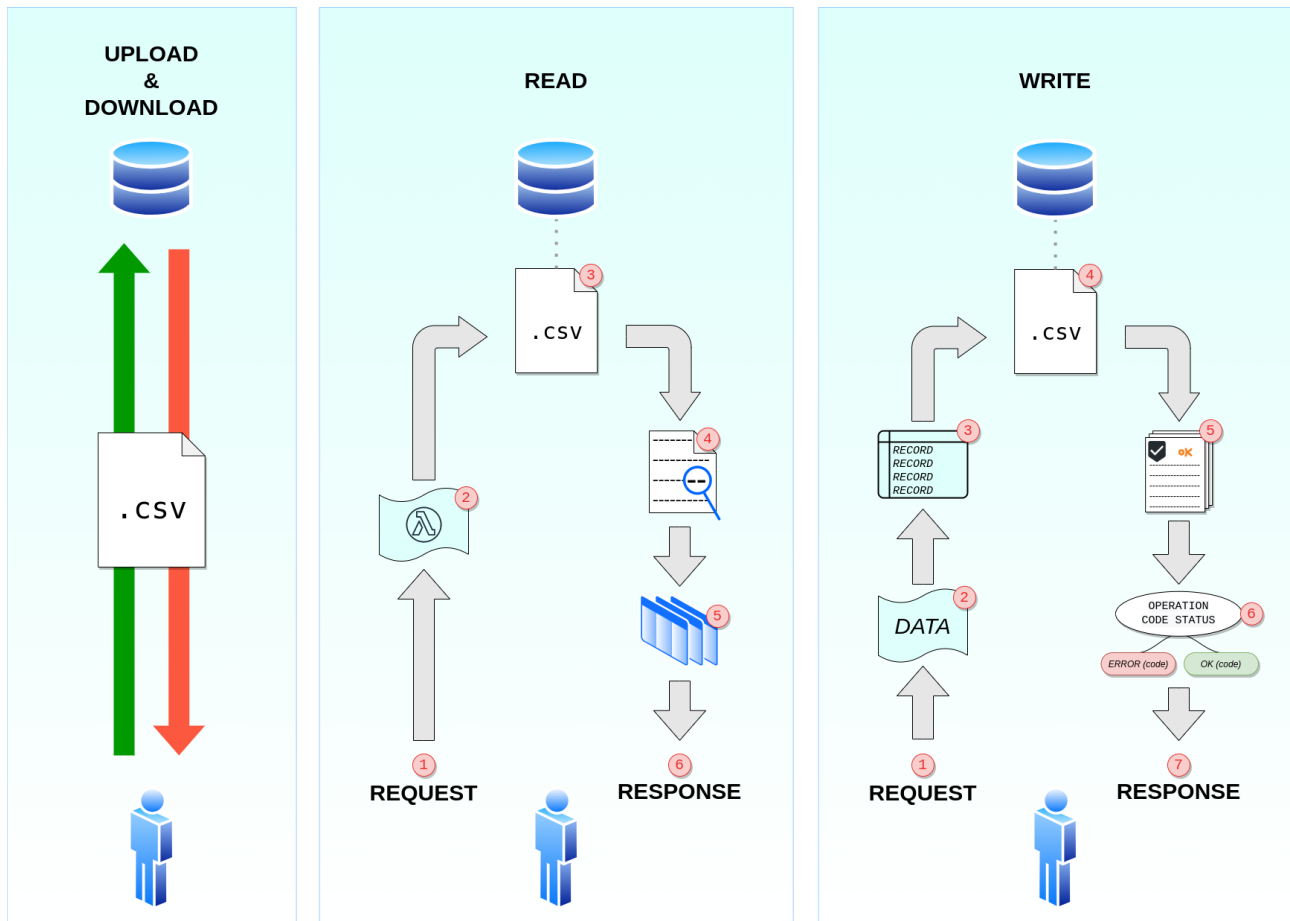 UPLOAD
&
DOWNLOAD
.csv
READ
3
.csv
2
λ
4
5
1
REQUEST
6
RESPONSE
WRITE
4
.csv
3
RECORD
RECORD
RECORD
RECORD
2
DATA
5
OK
OPERATION
CODE STATUS
6
ERROR (code)
OK (code)
1
REQUEST
7
RESPONSE